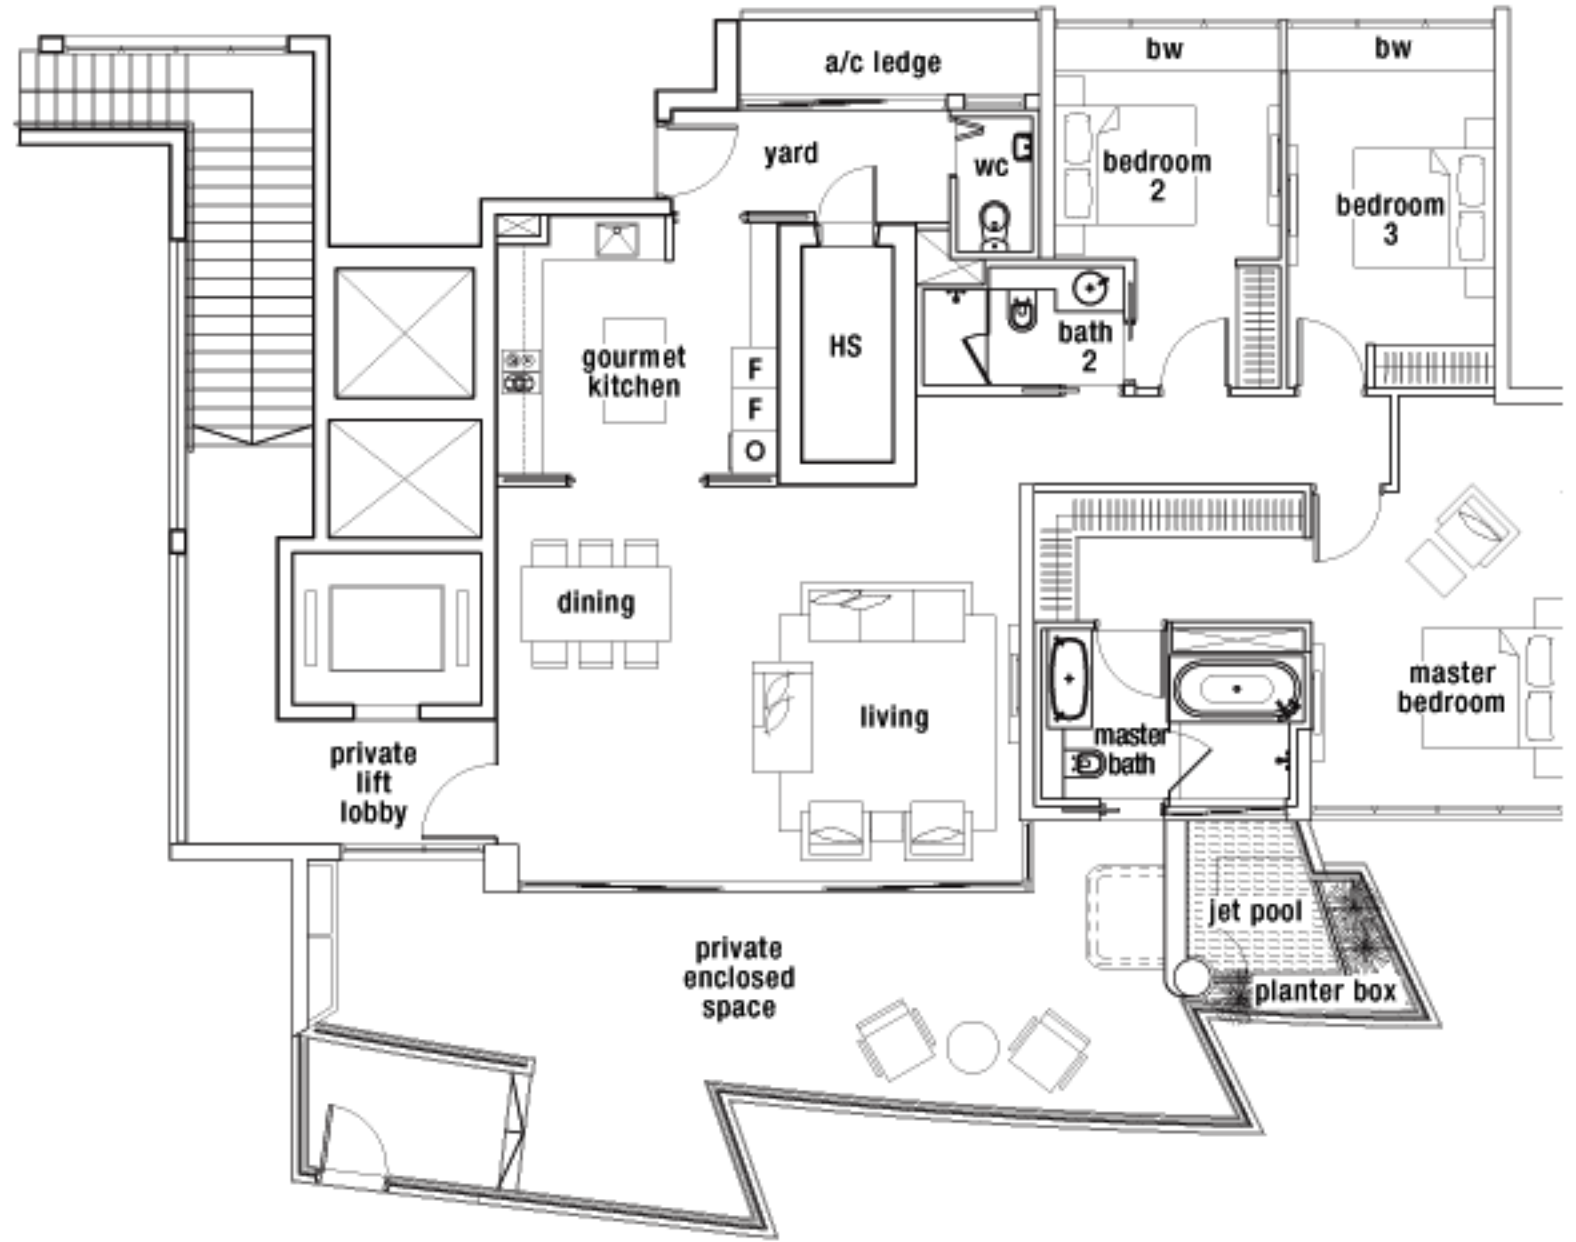 a/c ledge
bw
bw
yard
wc
bedroom
2
bedroom
3
gourmet
kitchen
F
F
O
HS
bath
2
dining
living
master
bedroom
master
bath
private
lift
lobby
jet pool
planter box
private
enclosed
space